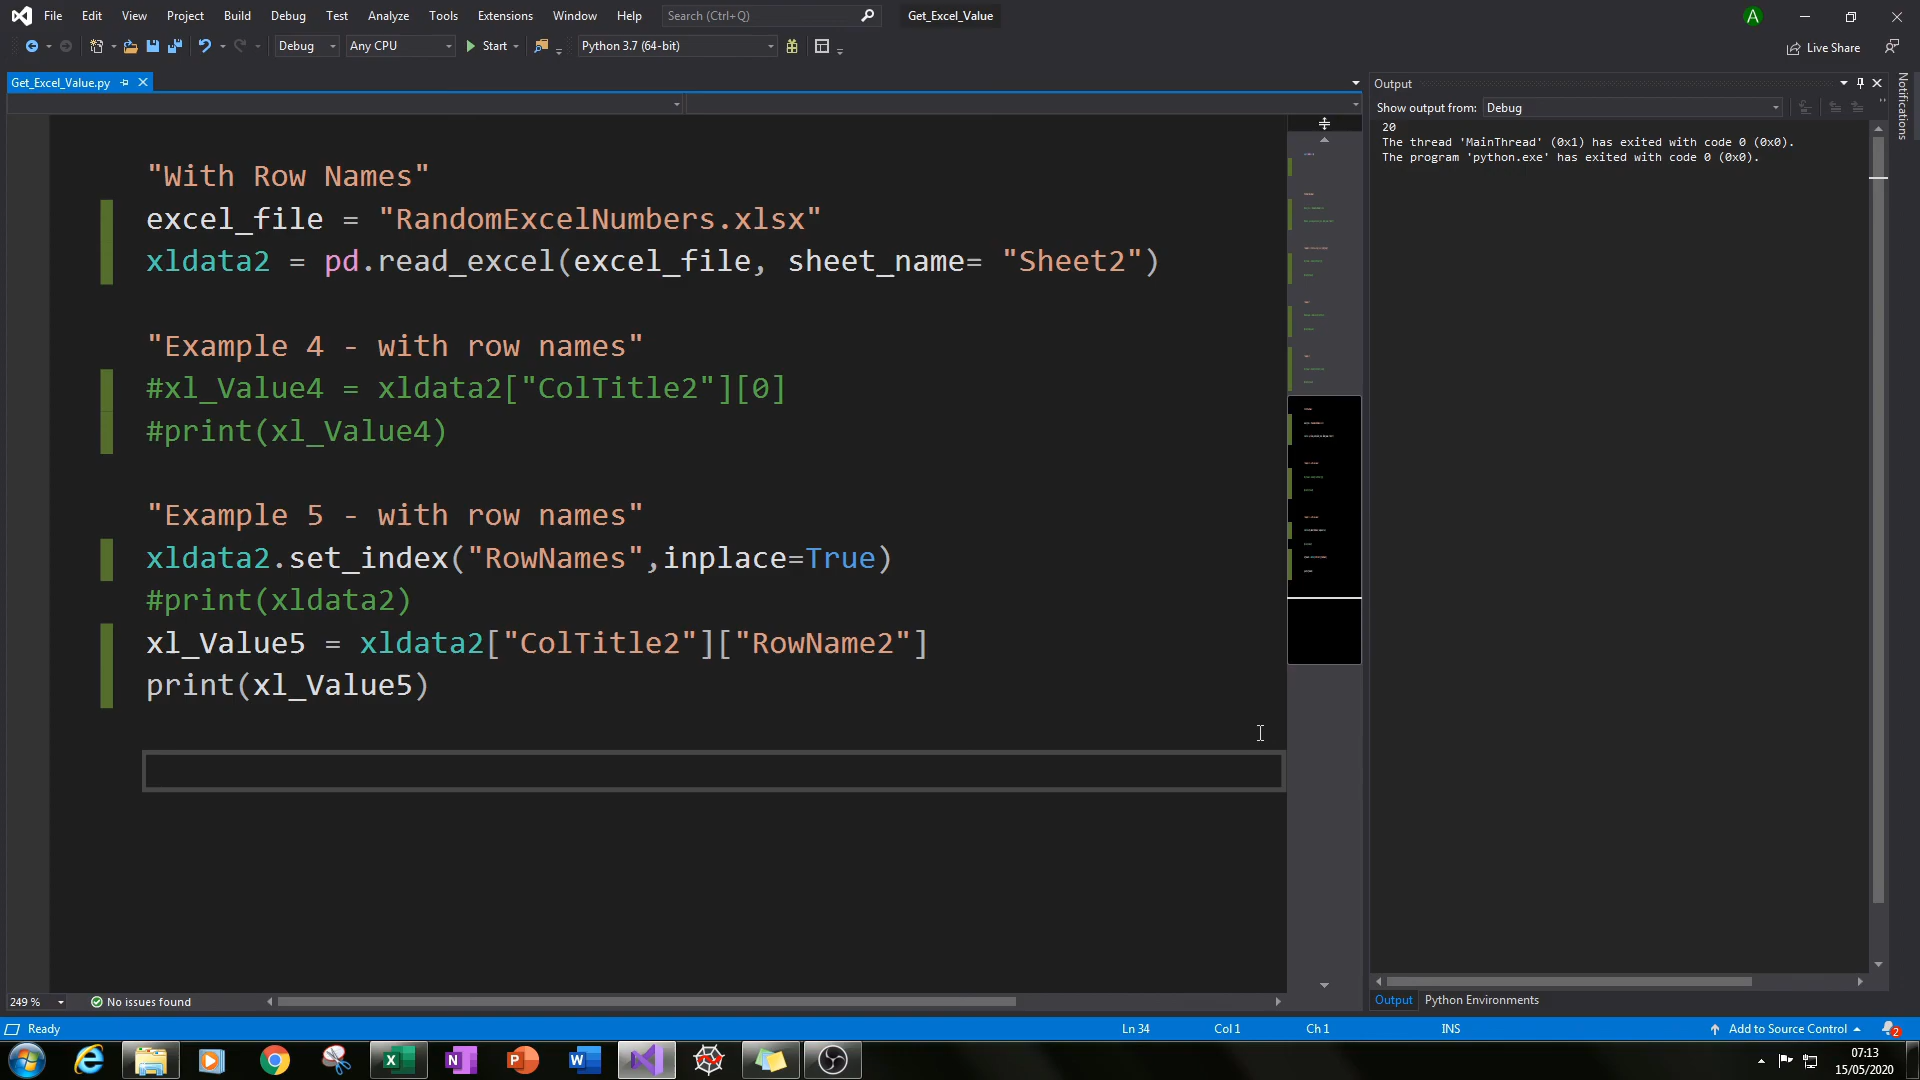 File Edit View Project Build Debug Test Analyze Tools Extensions Window Help Search (Ctrl+Q) Get_Excel_Value A
Debug Any CPU Start Python 3.7 (64-bit) Live Share
Get_Excel_Value.py
"With Row Names"
excel_file = "RandomExcelNumbers.xlsx"
xldata2 = pd.read_excel(excel_file, sheet_name= "Sheet2")
"Example 4 - with row names"
#xl_Value4 = xldata2["ColTitle2"][0]
#print(xl_Value4)
"Example 5 - with row names"
xldata2.set_index("RowNames",inplace=True)
#print(xldata2)
xl_Value5 = xldata2["ColTitle2"]["RowName2"]
print(xl_Value5)
249 % No issues found
Output
Show output from: Debug
20
The thread 'MainThread' (0x1) has exited with code 0 (0x0).
The program 'python.exe' has exited with code 0 (0x0).
Output Python Environments
Notifications
Ready Ln 34 Col 1 Ch 1 INS Add to Source Control 2
07:13
15/05/2020